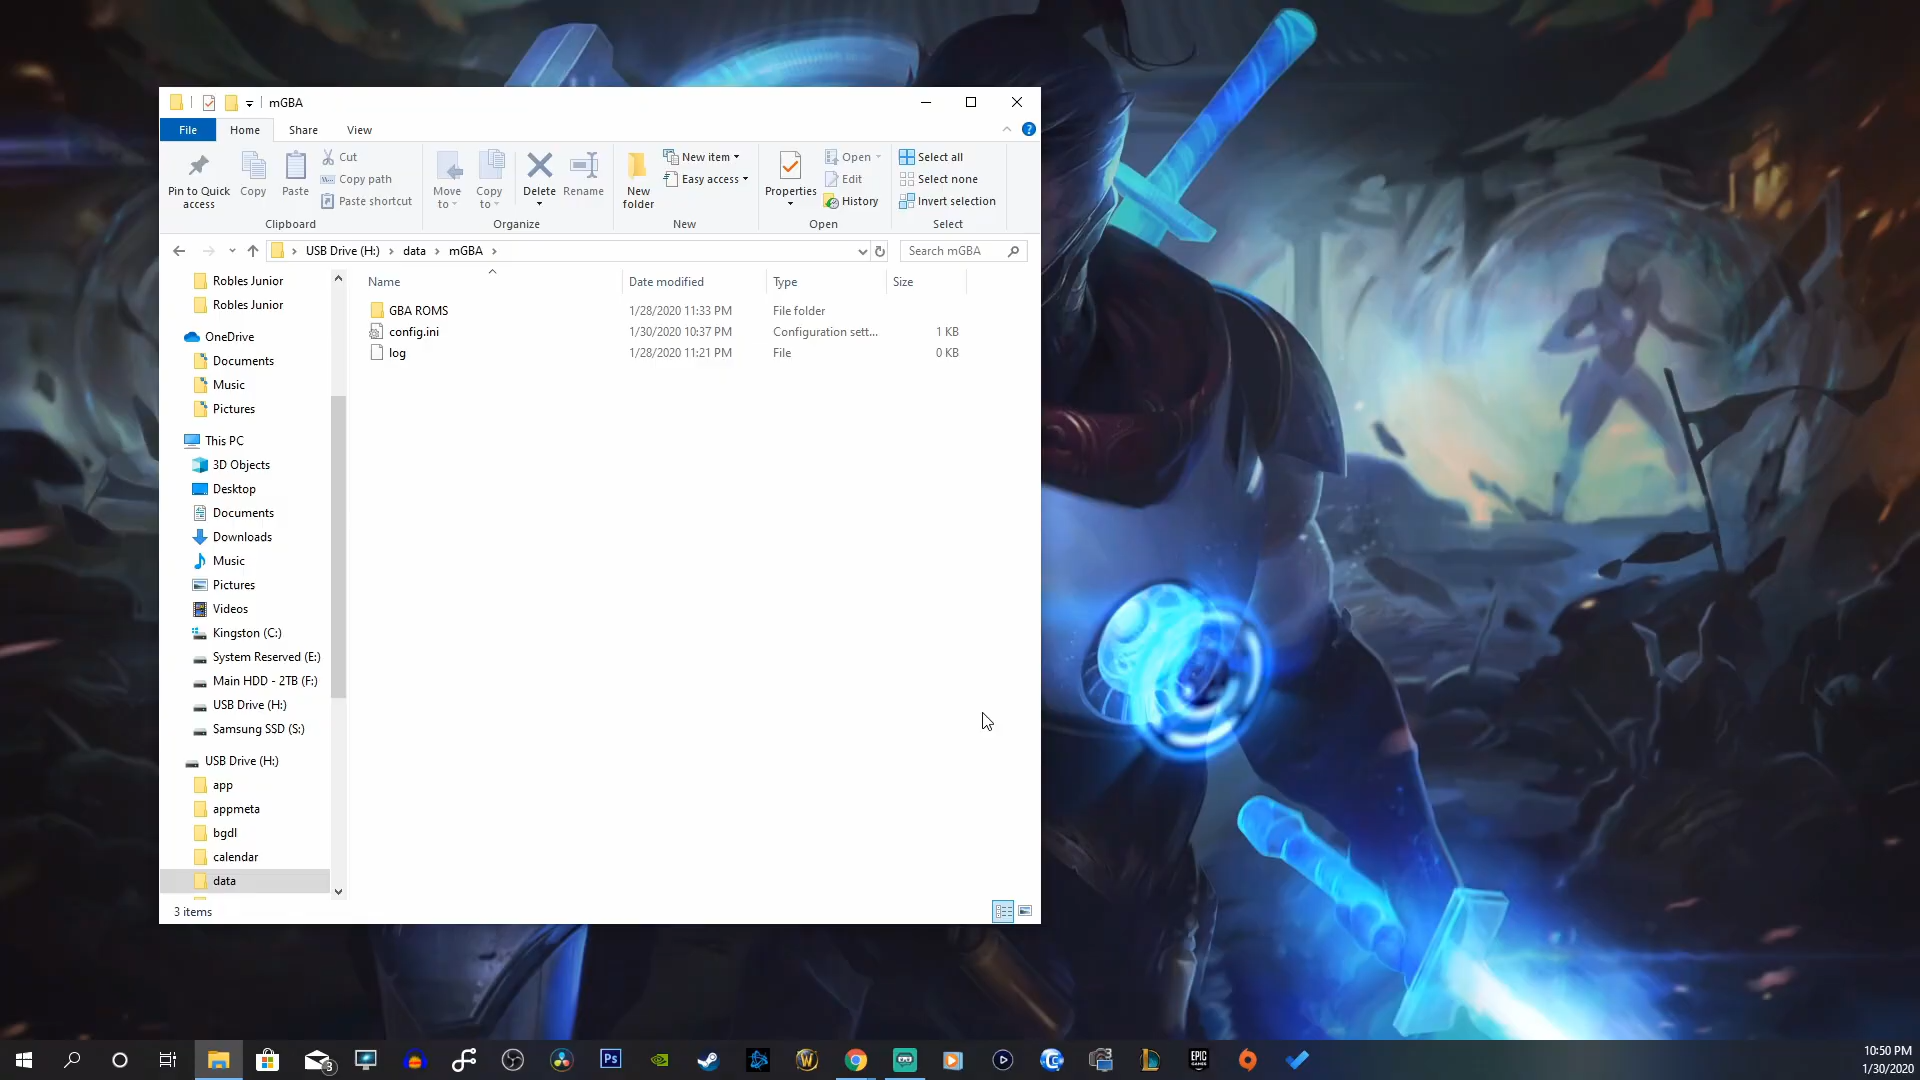 mGBA
File Home Share View
Pin to Quick access
Copy
Paste
Cut
Copy path
Paste shortcut
Clipboard
Move to
Copy to
Delete
Rename
Organize
New folder
New item
Easy access
New
Properties
Open
Edit
History
Open
Select all
Select none
Invert selection
Select
USB Drive (H:) data mGBA
Search mGBA
Name Date modified Type Size
GBA ROMS 1/28/2020 11:33 PM File folder
config.ini 1/30/2020 10:37 PM Configuration sett... 1 KB
log 1/28/2020 11:21 PM File 0 KB
Robles Junior
Robles Junior
OneDrive
Documents
Music
Pictures
This PC
3D Objects
Desktop
Documents
Downloads
Music
Pictures
Videos
Kingston (C:)
System Reserved (E:)
Main HDD - 2TB (F:)
USB Drive (H:)
Samsung SSD (S:)
USB Drive (H:)
app
appmeta
bgdl
calendar
data
3 items
3
Ps
W
EPIC GAMES
10:50 PM
1/30/2020